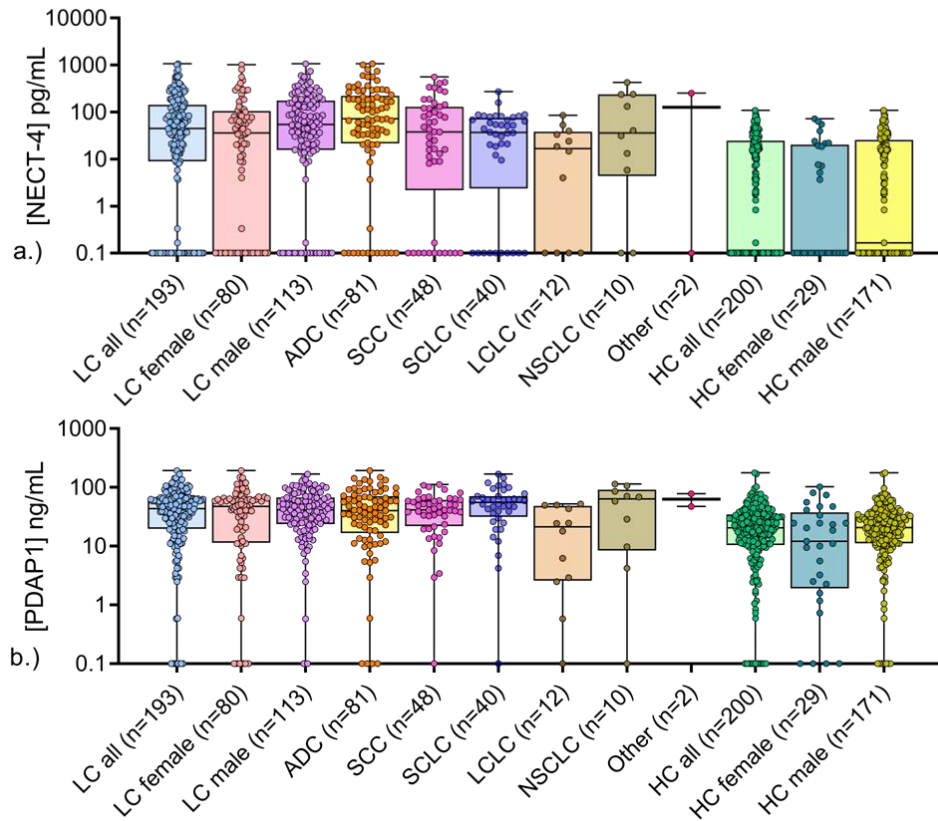 10000
1000
100
10
1
0.1
[NECT-4] pg/mL
a.)
LC all (n=193)
LC female (n=80)
LC male (n=113)
ADC (n=81)
SCC (n=48)
SCLC (n=40)
LCLC (n=12)
NSCLC (n=10)
Other (n=2)
HC all (n=200)
HC female (n=29)
HC male (n=171)
1000
100
10
1
0.1
[PDAP1] ng/mL
b.)
LC all (n=193)
LC female (n=80)
LC male (n=113)
ADC (n=81)
SCC (n=48)
SCLC (n=40)
LCLC (n=12)
NSCLC (n=10)
Other (n=2)
HC all (n=200)
HC female (n=29)
HC male (n=171)